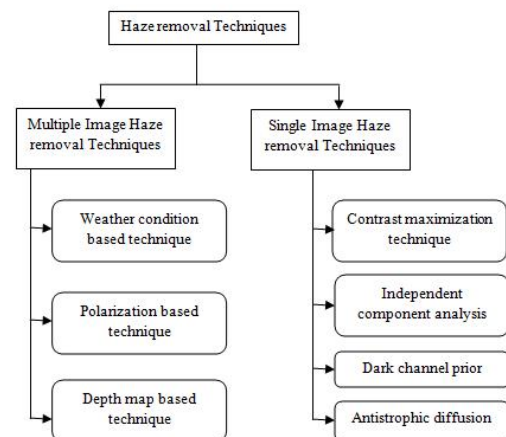 Haze removal Techniques
Multiple Image Haze
removal Techniques
Single Image Haze
removal Techniques
Weather condition
based technique
Polarization based
technique
Depth map based
technique
Contrast maximization
technique
Independent
component analysis
Dark channel prior
Antistrophic diffusion